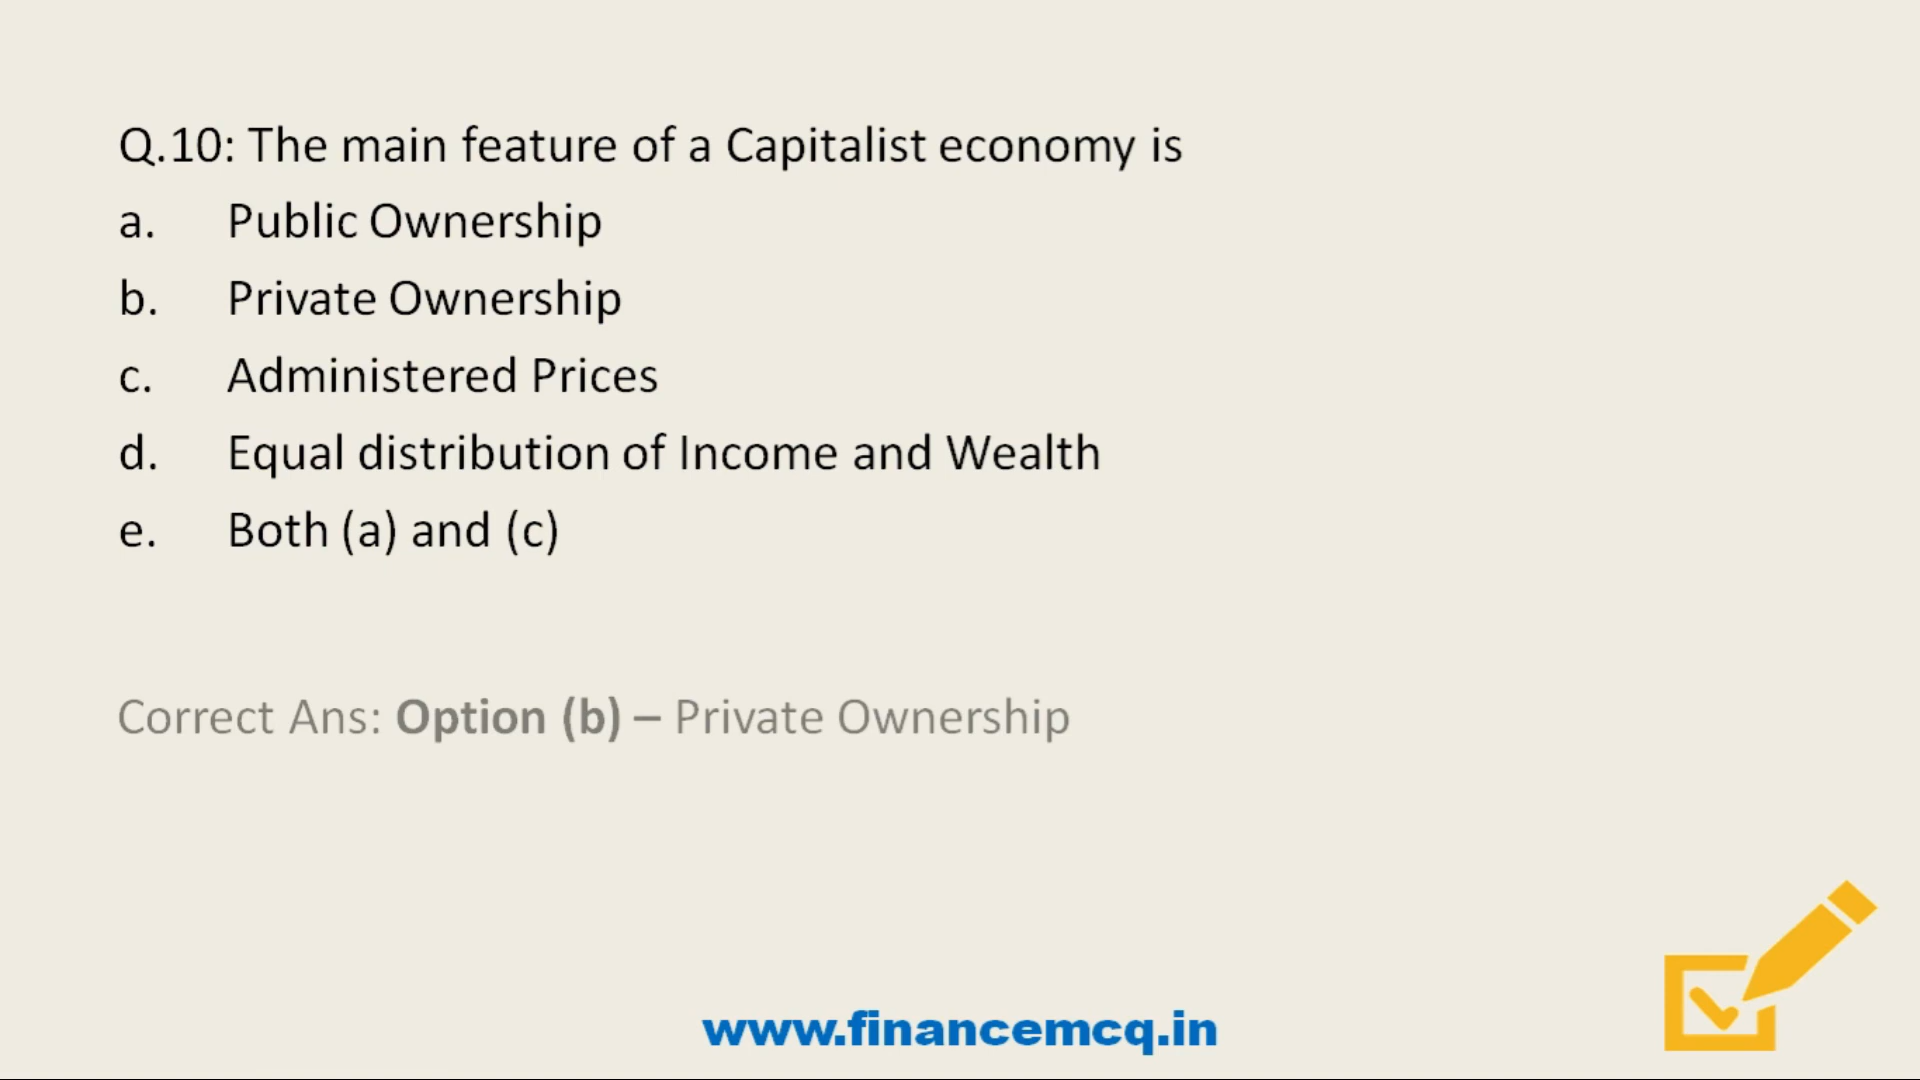 Q.10: The main feature of a Capitalist economy is
a. Public Ownership
b. Private Ownership
c. Administered Prices
d. Equal distribution of Income and Wealth
e. Both (a) and (c)
Correct Ans: Option (b) – Private Ownership
www.financemcq.in